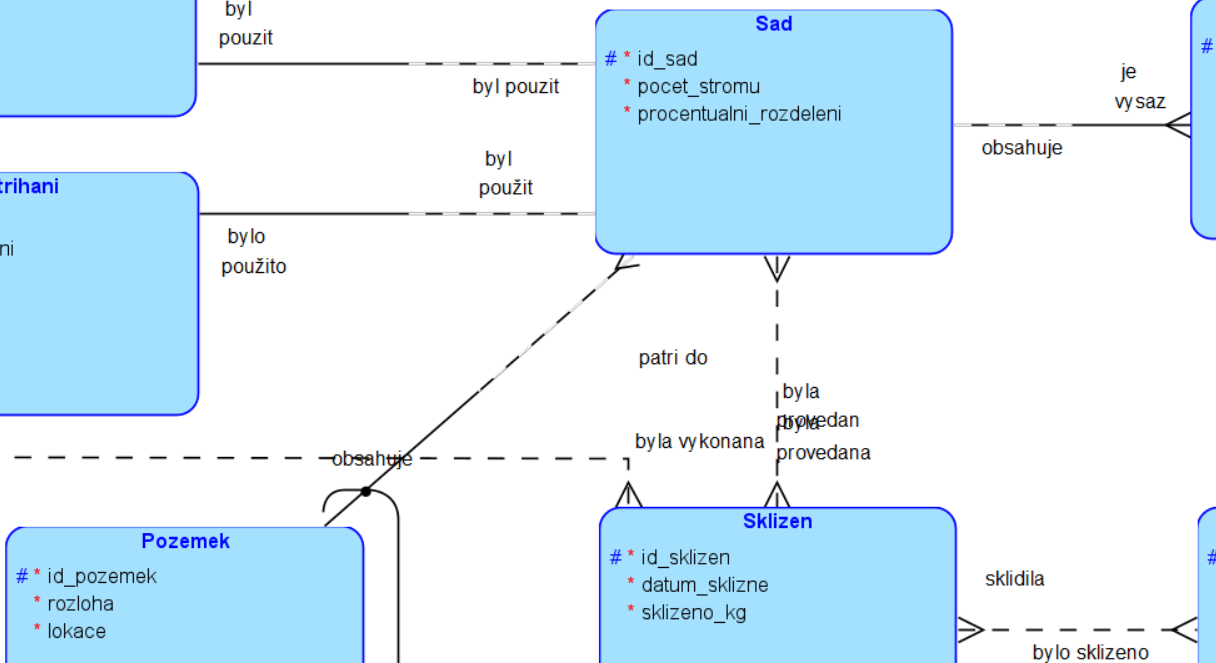 byl
pouzit
byl pouzit
Sad
# * id_sad
* pocet_stromu
* procentualni_rozdeleni
#
je
vysaz
obsahuje
trihani
ni
byl
použit
bylo
použito
patri do
byla
provedan
byla
provedana
byla vykonana
obsahuje
Pozemek
# * id_pozemek
* rozloha
* lokace
Sklizen
# * id_sklizen
* datum_sklizne
* sklizeno_kg
sklidila
bylo sklizeno
#